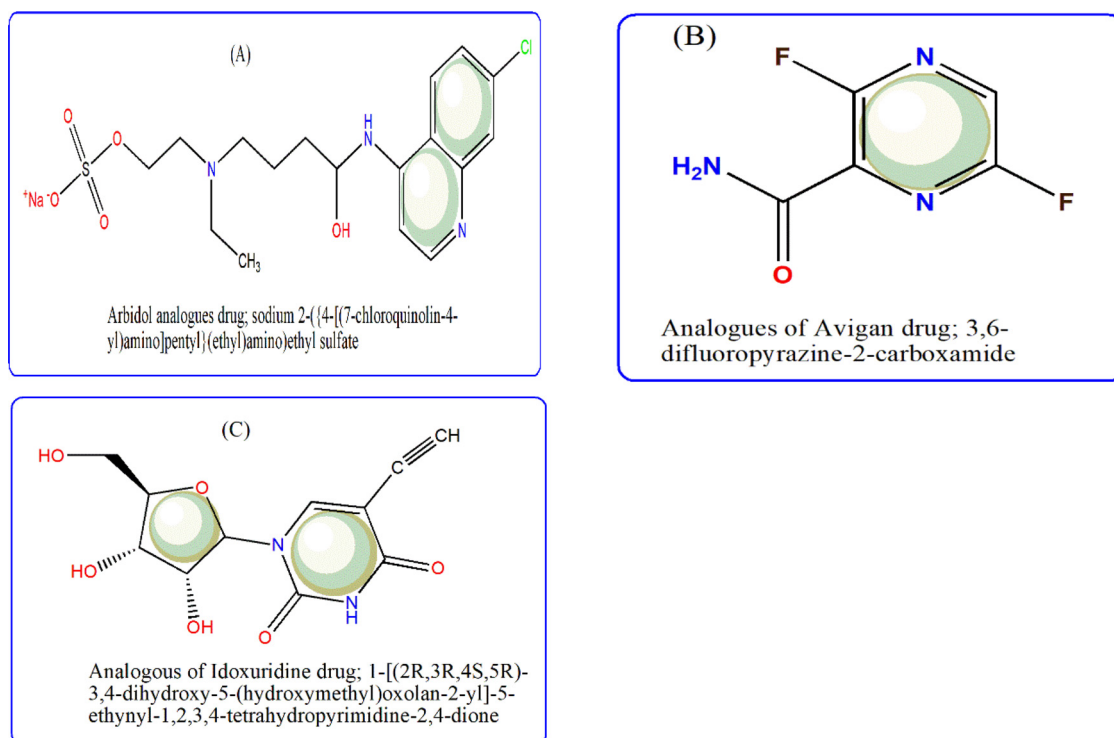 (A)
Cl
H
N
O
O
S
⁺Na⁻O
O
N
OH
N
CH₃
Arbidol analogues drug; sodium 2-({4-[(7-chloroquinolin-4-
yl)amino]pentyl}(ethyl)amino)ethyl sulfate
(B)
F
N
H₂N
N
F
O
Analogues of Avigan drug; 3,6-
difluoropyrazine-2-carboxamide
(C)
CH
C
HO
O
N
HO
OH
O
N
H
O
Analogous of Idoxuridine drug; 1-[(2R,3R,4S,5R)-
3,4-dihydroxy-5-(hydroxymethyl)oxolan-2-yl]-5-
ethynyl-1,2,3,4-tetrahydropyrimidine-2,4-dione